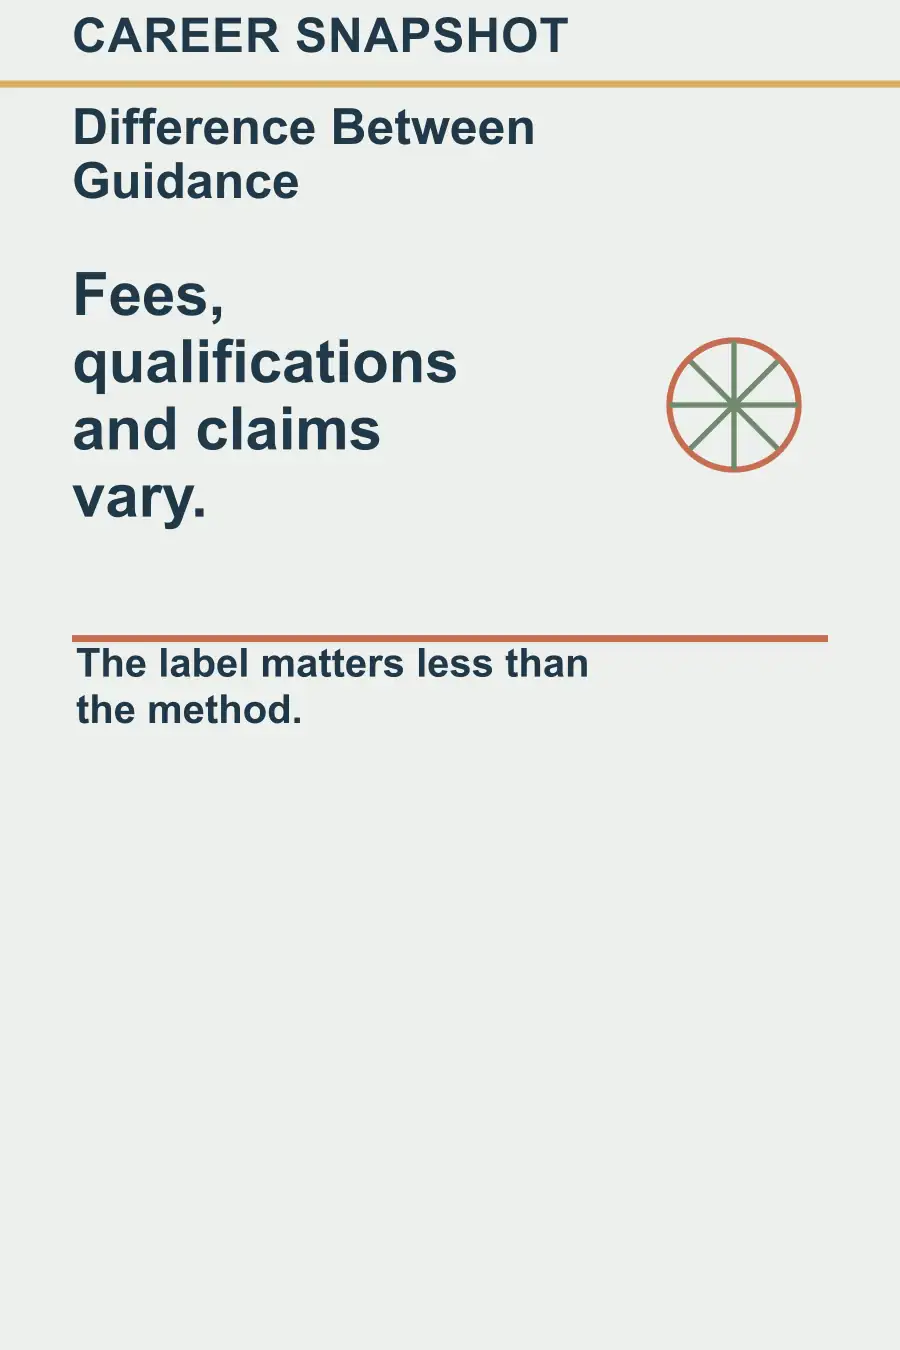 CAREER SNAPSHOT
Difference Between
Guidance
Fees,
qualifications
and claims
vary.
The label matters less than
the method.